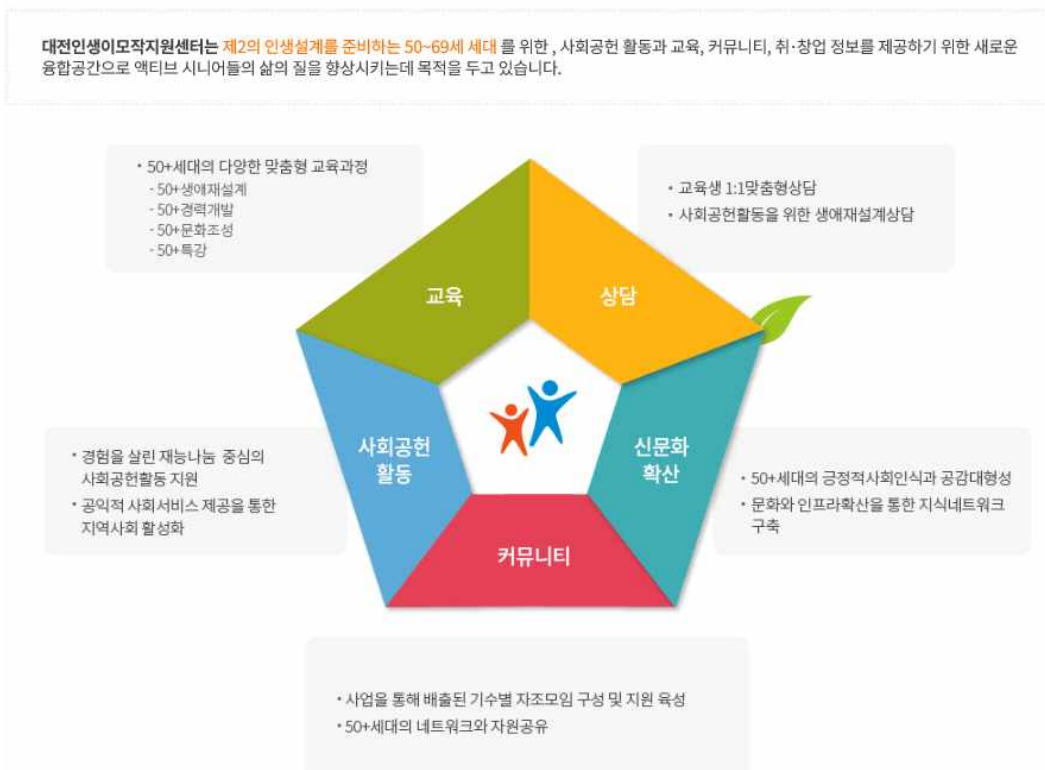 대전인생이모작지원센터는 제2의 인생설계를 준비하는 50~69세 세대 를 위한 , 사회공헌 활동과 교육, 커뮤니티, 취·창업 정보를 제공하기 위한 새로운
융합공간으로 액티브 시니어들의 삶의 질을 향상시키는데 목적을 두고 있습니다.
• 50+세대의 다양한 맞춤형 교육과정
- 50+생애재설계
- 50+경력개발
- 50+문화조성
- 50+특강
• 교육생 1:1맞춤형상담
• 사회공헌활동을 위한 생애재설계상담
교육
상담
사회공헌
활동
신문화
확산
• 경험을 살린 재능나눔 중심의
사회공헌활동 지원
• 공익적 사회서비스 제공을 통한
지역사회 활성화
• 50+세대의 긍정적사회인식과 공감대형성
• 문화와 인프라확산을 통한 지식네트워크
구축
커뮤니티
• 사업을 통해 배출된 기수별 자조모임 구성 및 지원 육성
• 50+세대의 네트워크와 자원공유